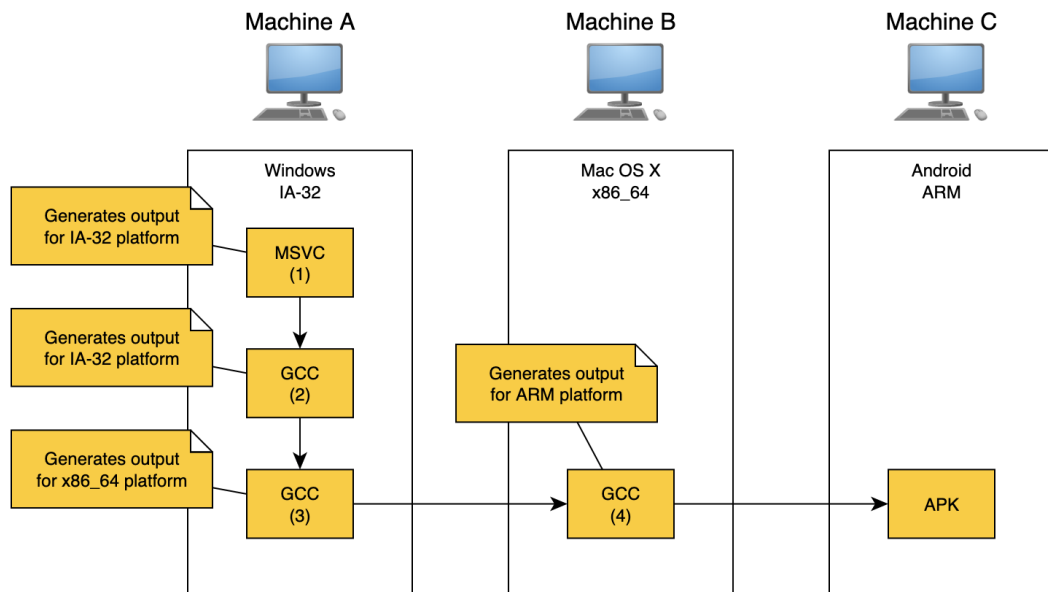 Machine A
Machine B
Machine C
Windows
IA-32
Mac OS X
x86_64
Android
ARM
Generates output
for IA-32 platform
MSVC
(1)
Generates output
for IA-32 platform
GCC
(2)
Generates output
for ARM platform
Generates output
for x86_64 platform
GCC
(3)
GCC
(4)
APK